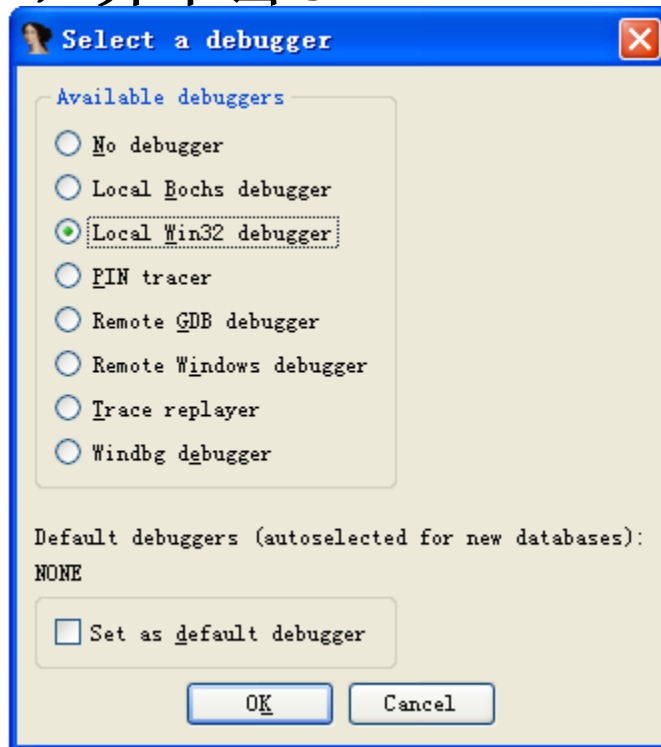 Select a debugger
Available debuggers
No debugger
Local Bochs debugger
Local Win32 debugger
PIN tracer
Remote GDB debugger
Remote Windows debugger
Trace replayer
Windbg debugger
Default debuggers (autoselected for new databases):
NONE
Set as default debugger
OK
Cancel